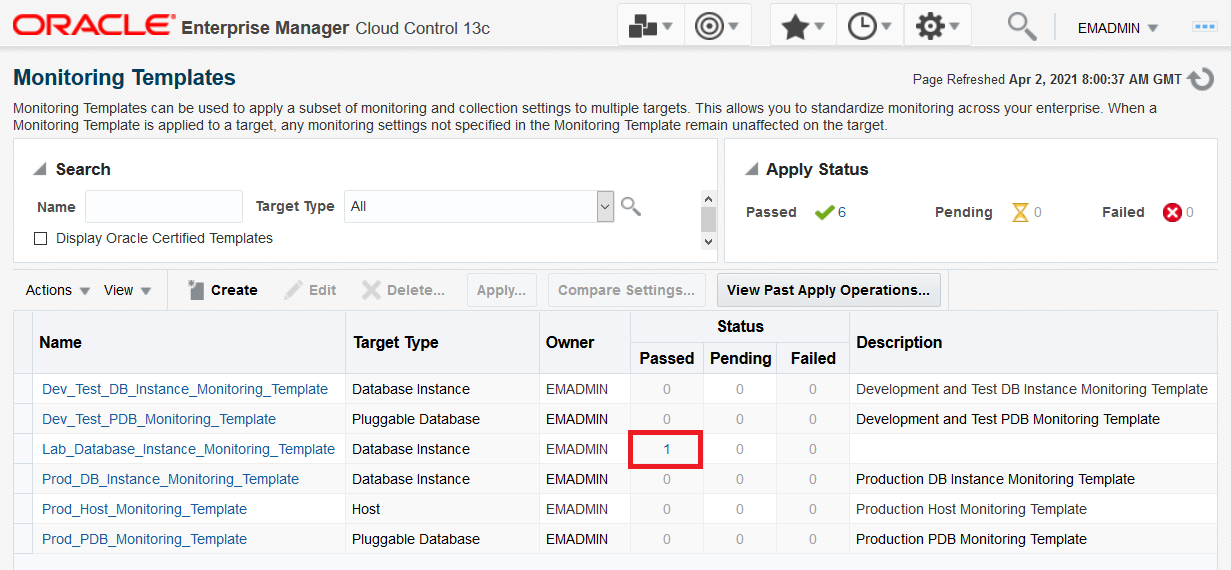 ORACLE® Enterprise Manager Cloud Control 13c EMADMIN
Monitoring Templates Page Refreshed Apr 2, 2021 8:00:37 AM GMT
Monitoring Templates can be used to apply a subset of monitoring and collection settings to multiple targets. This allows you to standardize monitoring across your enterprise. When a
Monitoring Template is applied to a target, any monitoring settings not specified in the Monitoring Template remain unaffected on the target.
Search
Name Target Type All
Display Oracle Certified Templates
Apply Status
Passed 6 Pending 0 Failed 0
Actions View Create Edit Delete... Apply... Compare Settings... View Past Apply Operations...
Name Target Type Owner Status Description
Passed Pending Failed
Dev_Test_DB_Instance_Monitoring_Template Database Instance EMADMIN 0 0 0 Development and Test DB Instance Monitoring Template
Dev_Test_PDB_Monitoring_Template Pluggable Database EMADMIN 0 0 0 Development and Test PDB Monitoring Template
Lab_Database_Instance_Monitoring_Template Database Instance EMADMIN 1 0 0
Prod_DB_Instance_Monitoring_Template Database Instance EMADMIN 0 0 0 Production DB Instance Monitoring Template
Prod_Host_Monitoring_Template Host EMADMIN 0 0 0 Production Host Monitoring Template
Prod_PDB_Monitoring_Template Pluggable Database EMADMIN 0 0 0 Production PDB Monitoring Template